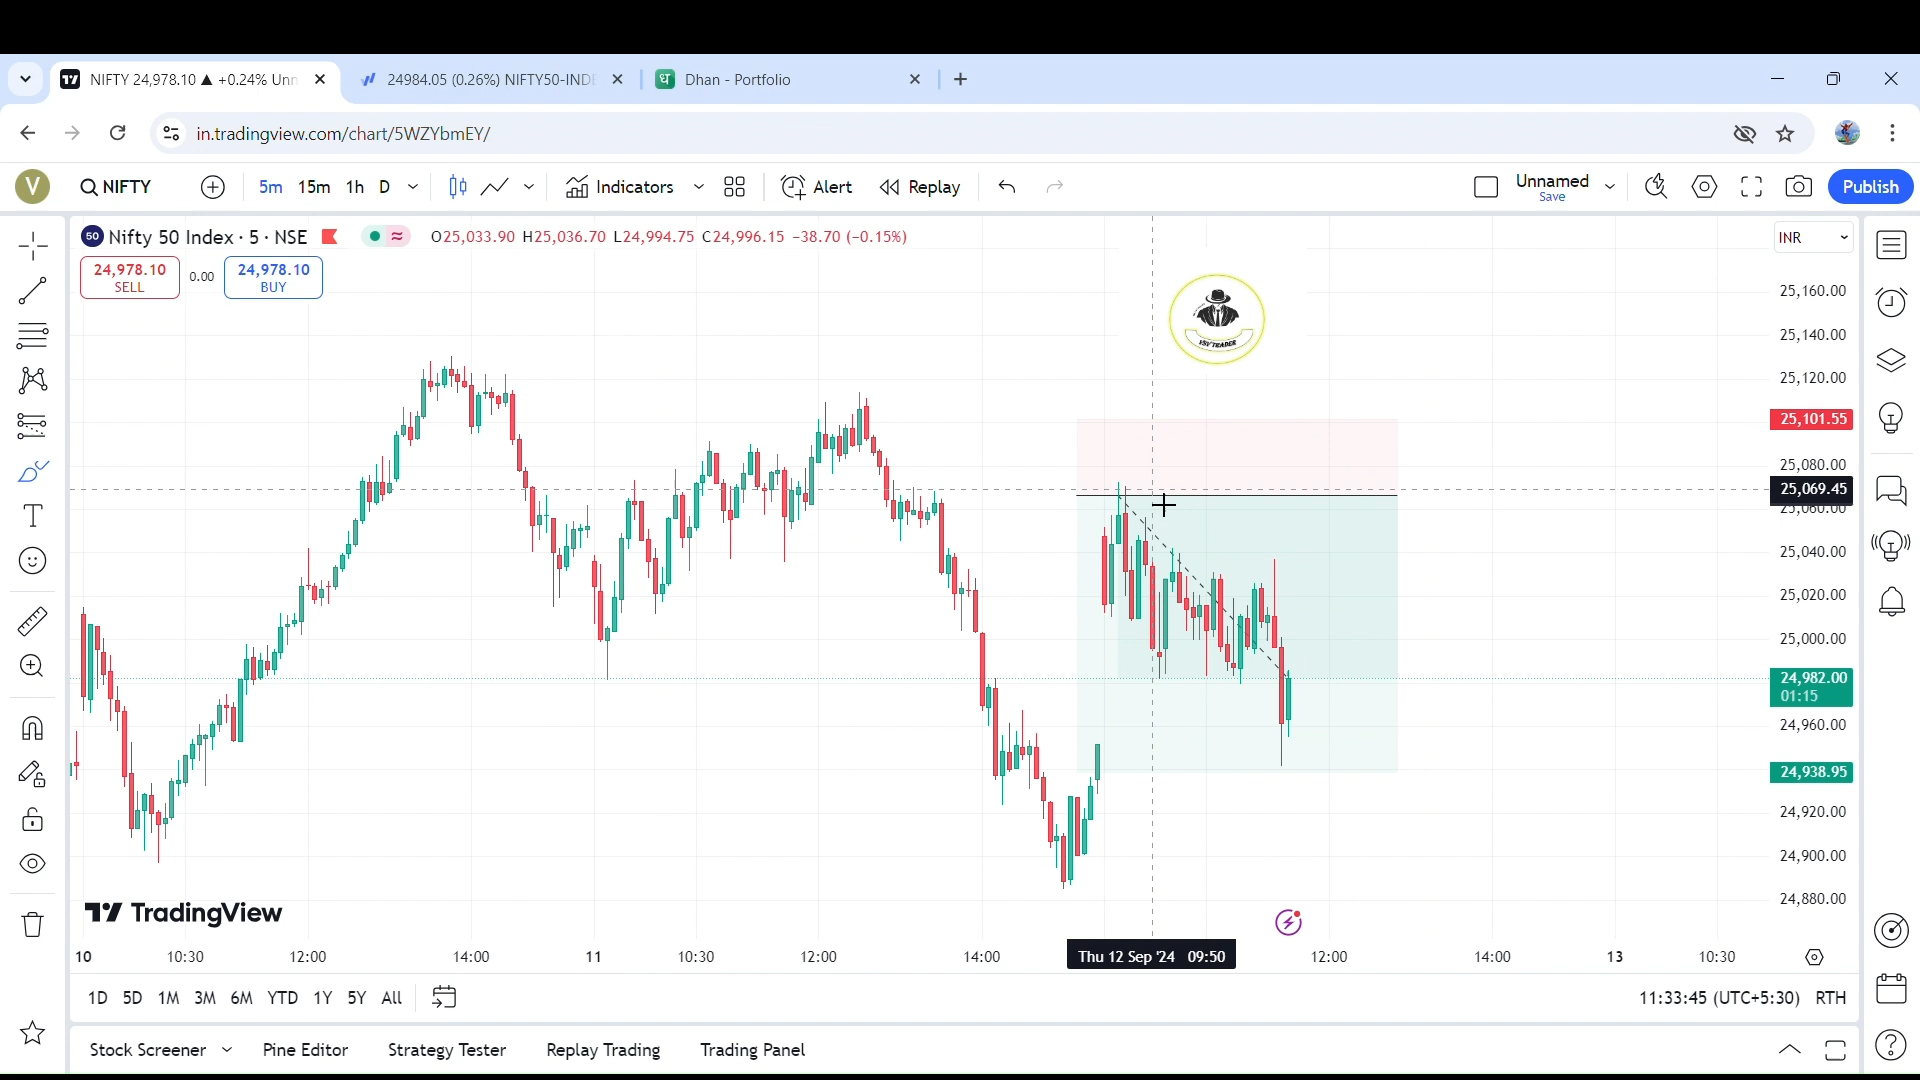 NIFTY 24,978.10 ▲ +0.24% Unn
24984.05 (0.26%) NIFTY50-INDE
Dhan - Portfolio
in.tradingview.com/chart/5WZYbmEY/
V
NIFTY
5m 15m 1h D
Indicators
Alert
Replay
Unnamed
Save
Publish
50 Nifty 50 Index · 5 · NSE
O25,033.90 H25,036.70 L24,994.75 C24,996.15 −38.70 (−0.15%)
INR
24,978.10
SELL
0.00
24,978.10
BUY
VSV TRADER
25,160.00
25,140.00
25,120.00
25,101.55
25,080.00
25,069.45
25,060.00
25,040.00
25,020.00
25,000.00
24,982.00
01:15
24,960.00
24,938.95
24,920.00
24,900.00
24,880.00
TradingView
10 10:30 12:00 14:00 11 10:30 12:00 14:00 Thu 12 Sep '24 09:50 12:00 14:00 13 10:30
1D 5D 1M 3M 6M YTD 1Y 5Y All
11:33:45 (UTC+5:30) RTH
Stock Screener Pine Editor Strategy Tester Replay Trading Trading Panel